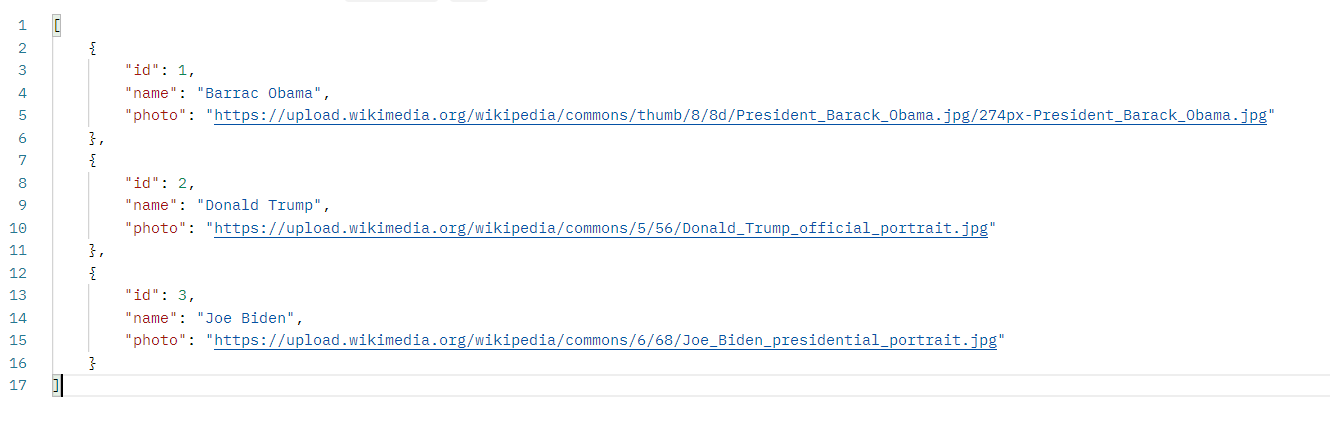 1 [
2 {
3 "id": 1,
4 "name": "Barrac Obama",
5 "photo": "https://upload.wikimedia.org/wikipedia/commons/thumb/8/8d/President_Barack_Obama.jpg/274px-President_Barack_Obama.jpg"
6 },
7 {
8 "id": 2,
9 "name": "Donald Trump",
10 "photo": "https://upload.wikimedia.org/wikipedia/commons/5/56/Donald_Trump_official_portrait.jpg"
11 },
12 {
13 "id": 3,
14 "name": "Joe Biden",
15 "photo": "https://upload.wikimedia.org/wikipedia/commons/6/68/Joe_Biden_presidential_portrait.jpg"
16 }
17 ]